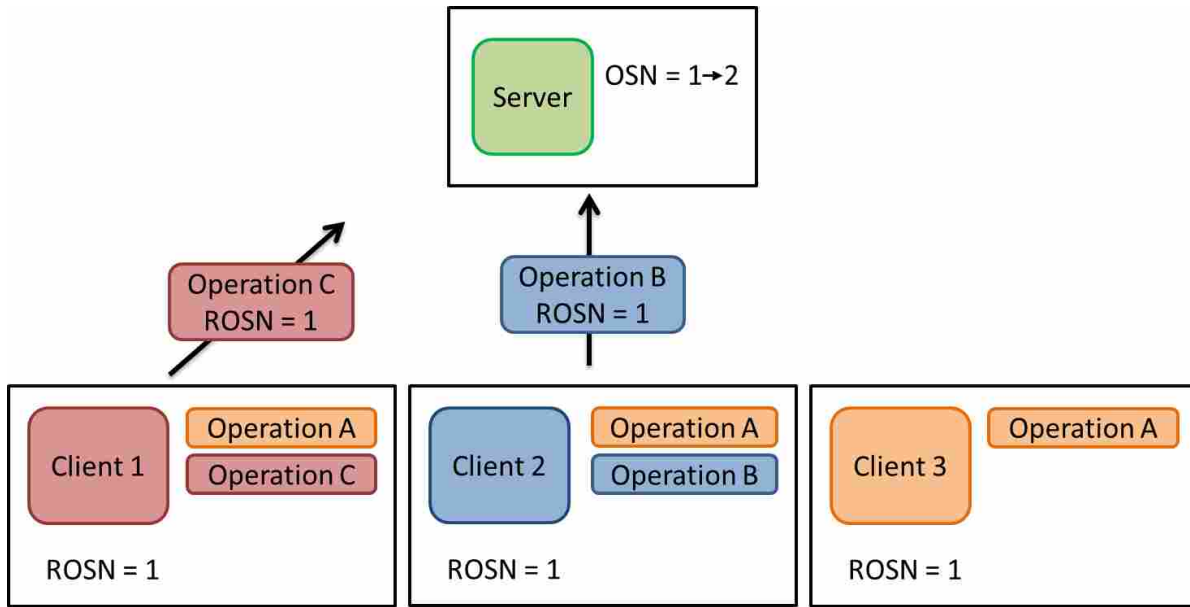 Server
OSN = 1→2
Operation C
ROSN = 1
Operation B
ROSN = 1
Client 1
Operation A
Operation C
ROSN = 1
Client 2
Operation A
Operation B
ROSN = 1
Client 3
Operation A
ROSN = 1